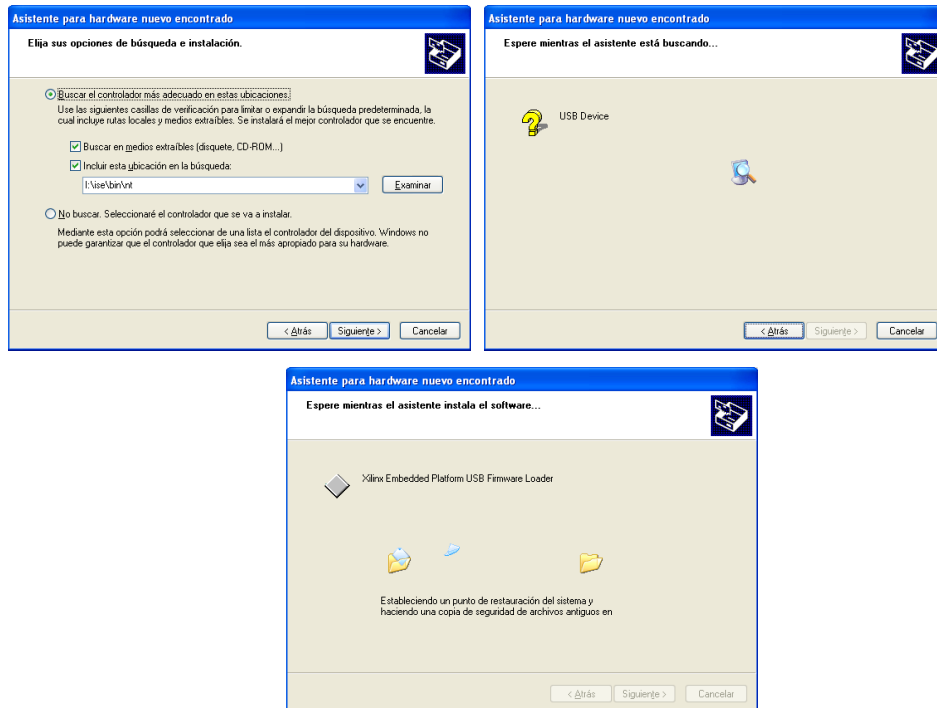 Asistente para hardware nuevo encontrado
Elija sus opciones de búsqueda e instalación.
Buscar el controlador más adecuado en estas ubicaciones.
Use las siguientes casillas de verificación para limitar o expandir la búsqueda predeterminada, la
cual incluye rutas locales y medios extraíbles. Se instalará el mejor controlador que se encuentre.
Buscar en medios extraíbles (disquete, CD-ROM...)
Incluir esta ubicación en la búsqueda:
I:\ise\bin\nt
Examinar
No buscar. Seleccionaré el controlador que se va a instalar.
Mediante esta opción podrá seleccionar de una lista el controlador del dispositivo. Windows no
puede garantizar que el controlador que elija sea el más apropiado para su hardware.
< Atrás
Siguiente >
Cancelar
Asistente para hardware nuevo encontrado
Espere mientras el asistente está buscando...
USB Device
< Atrás
Siguiente >
Cancelar
Asistente para hardware nuevo encontrado
Espere mientras el asistente instala el software...
Xilinx Embedded Platform USB Firmware Loader
Estableciendo un punto de restauración del sistema y
haciendo una copia de seguridad de archivos antiguos en
< Atrás
Siguiente >
Cancelar